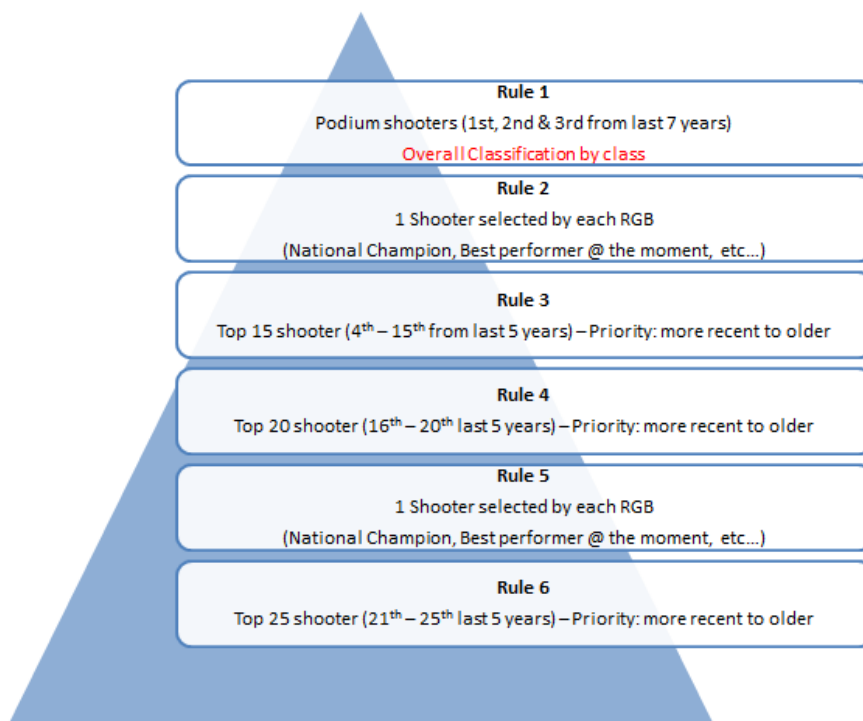 Rule 1
Podium shooters (1st, 2nd & 3rd from last 7 years)
Overall Classification by class
Rule 2
1 Shooter selected by each RGB
(National Champion, Best performer @ the moment, etc...)
Rule 3
Top 15 shooter (4th – 15th from last 5 years) – Priority: more recent to older
Rule 4
Top 20 shooter (16th – 20th last 5 years) – Priority: more recent to older
Rule 5
1 Shooter selected by each RGB
(National Champion, Best performer @ the moment, etc...)
Rule 6
Top 25 shooter (21th – 25th last 5 years) – Priority: more recent to older